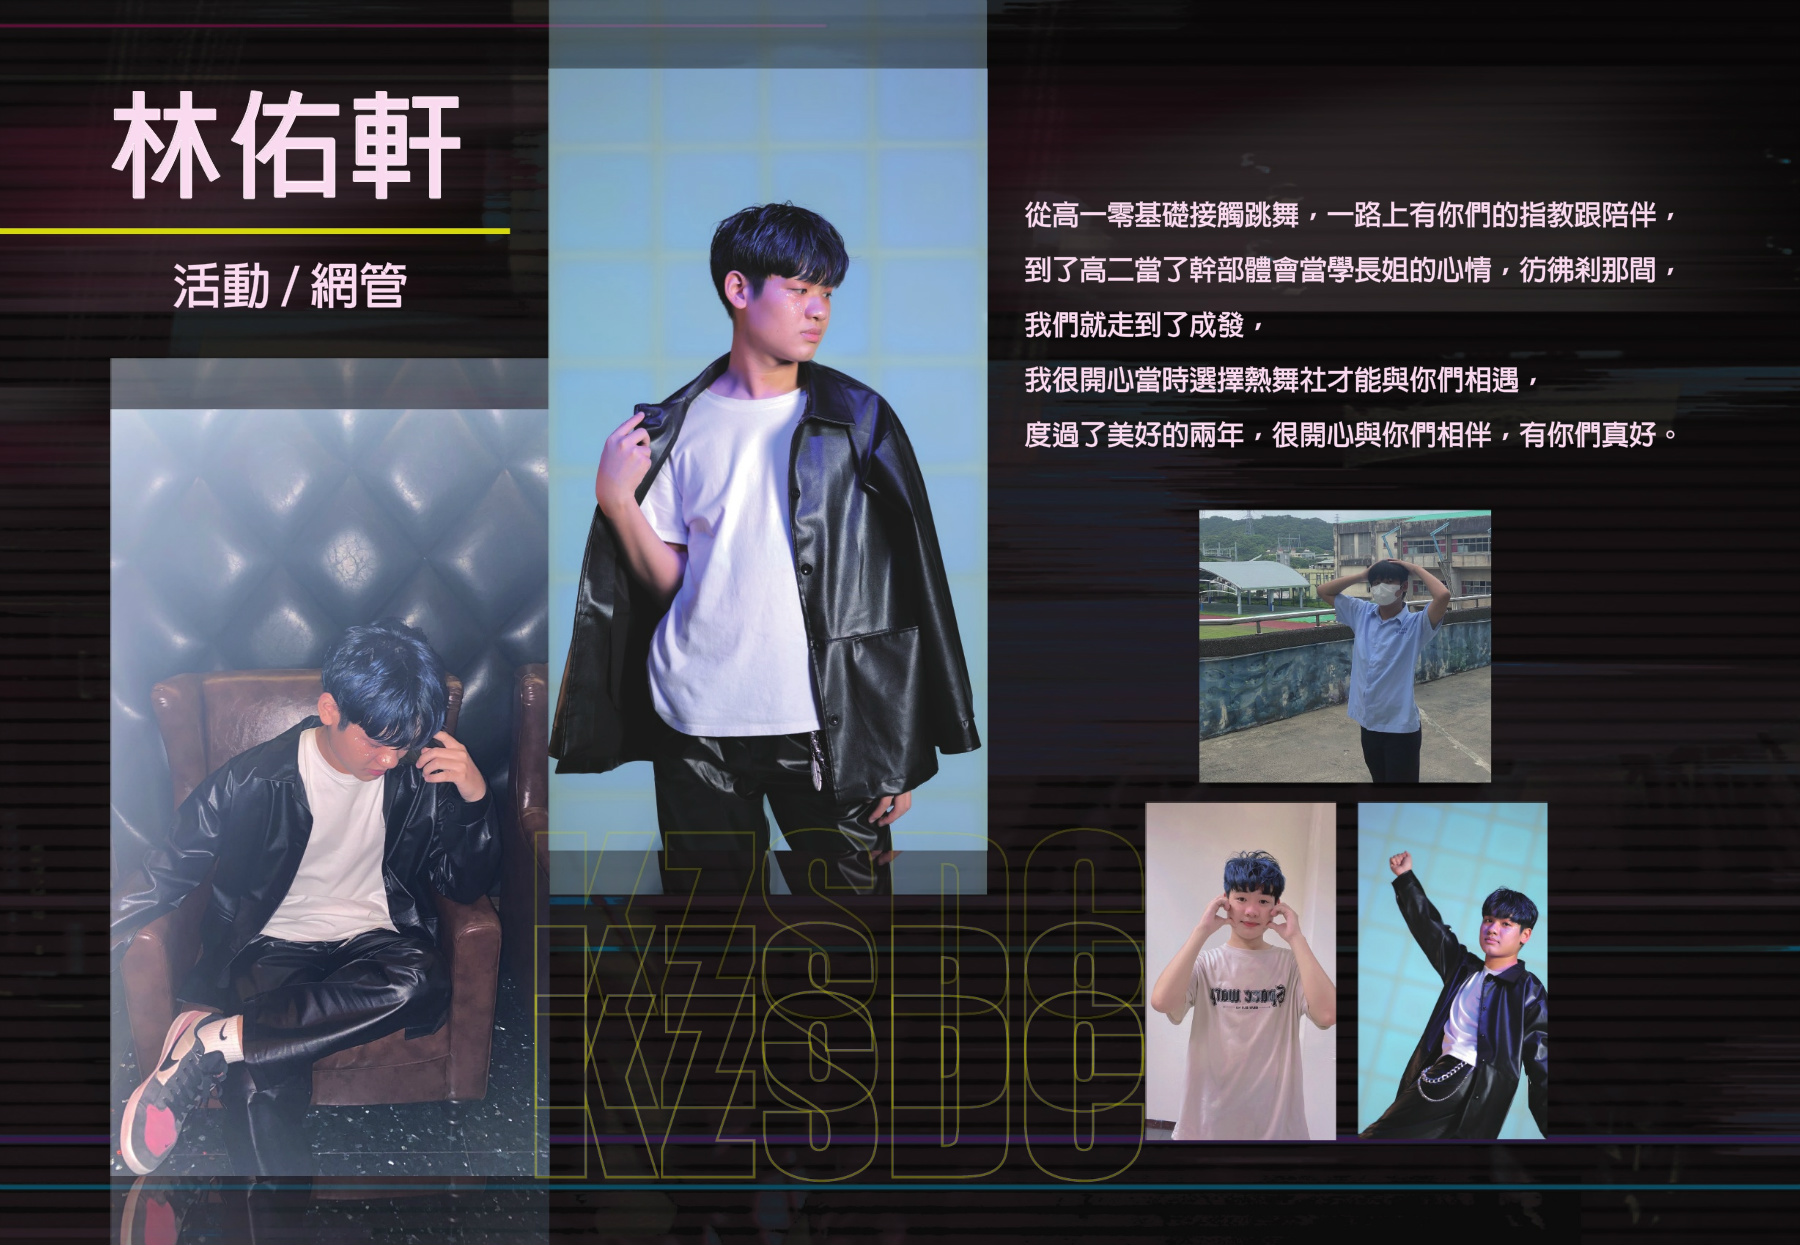 林佑軒
活動 / 網管
從高一零基礎接觸跳舞，一路上有你們的指教跟陪伴，
到了高二當了幹部體會當學長姐的心情，彷彿剎那間，
我們就走到了成發，
我很開心當時選擇熱舞社才能與你們相遇，
度過了美好的兩年，很開心與你們相伴，有你們真好。
KZSDC
KZSDC
KZSDC
Space warp